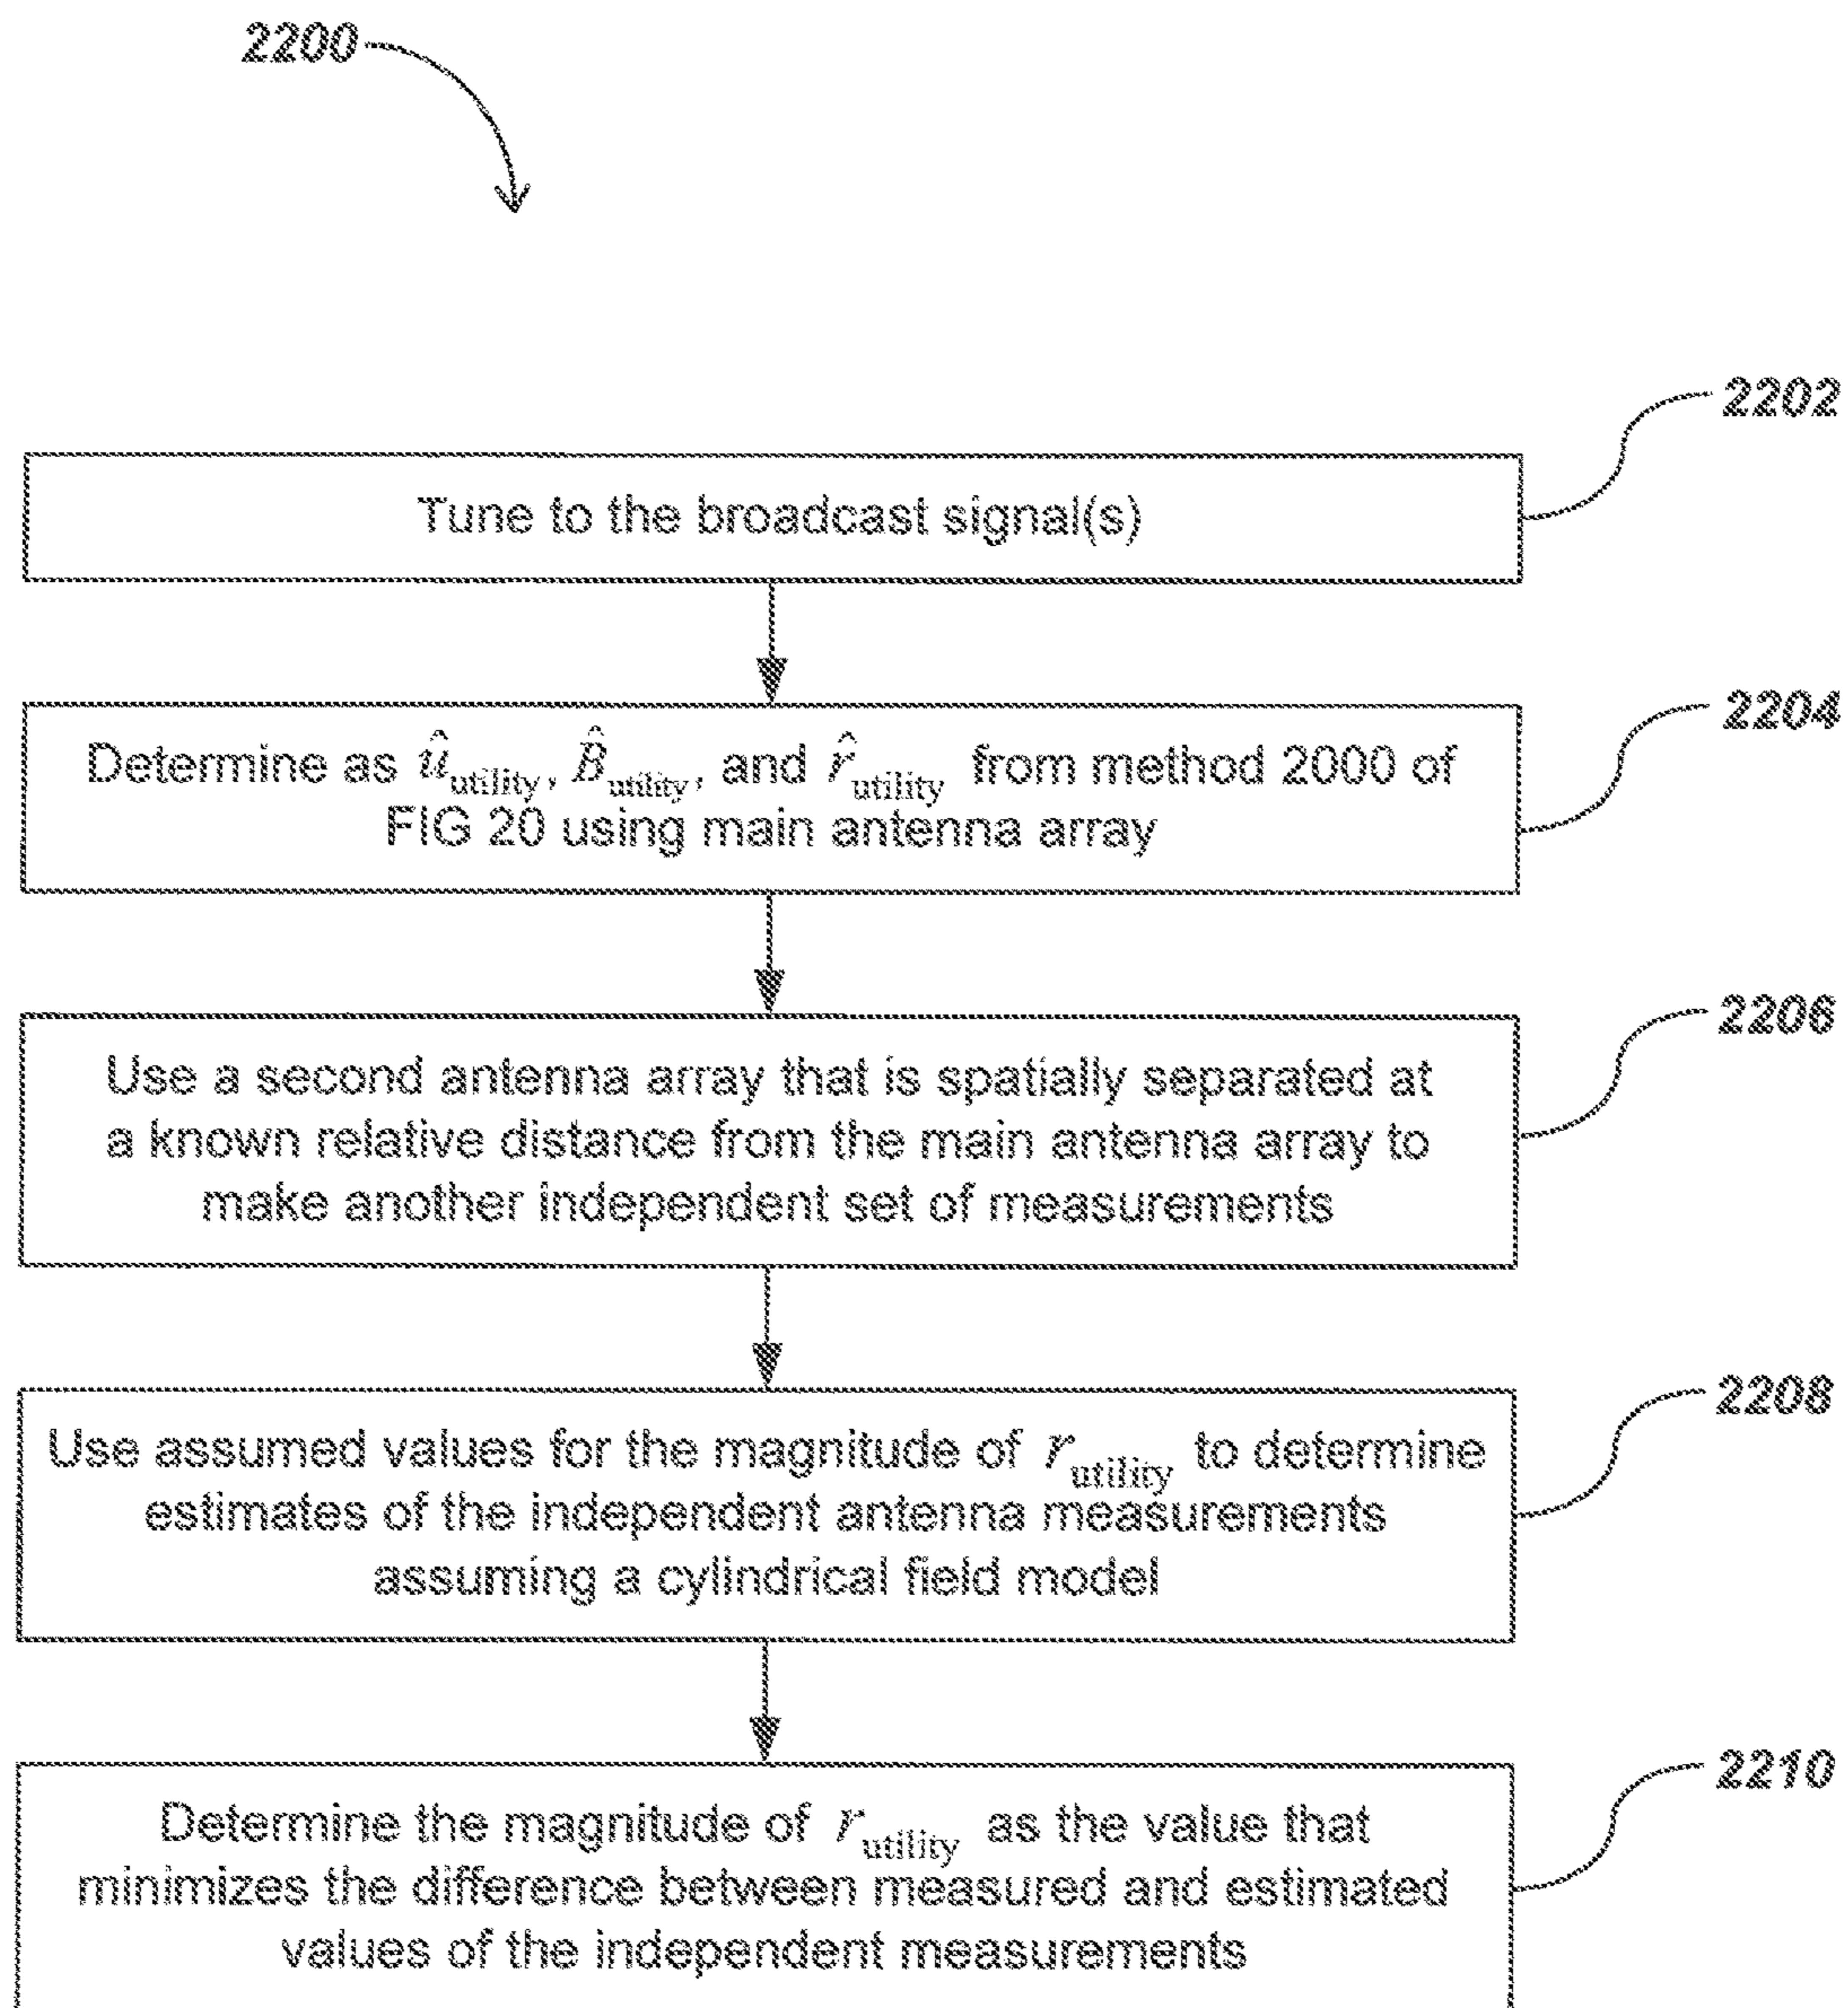 2200
2202
Tune to the broadcast signal(s)
2204
Determine as û_utility, B̂_utility, and r̂_utility from method 2000 of
FIG 20 using main antenna array
2206
Use a second antenna array that is spatially separated at
a known relative distance from the main antenna array to
make another independent set of measurements
2208
Use assumed values for the magnitude of r_utility to determine
estimates of the independent antenna measurements
assuming a cylindrical field model
2210
Determine the magnitude of r_utility as the value that
minimizes the difference between measured and estimated
values of the independent measurements